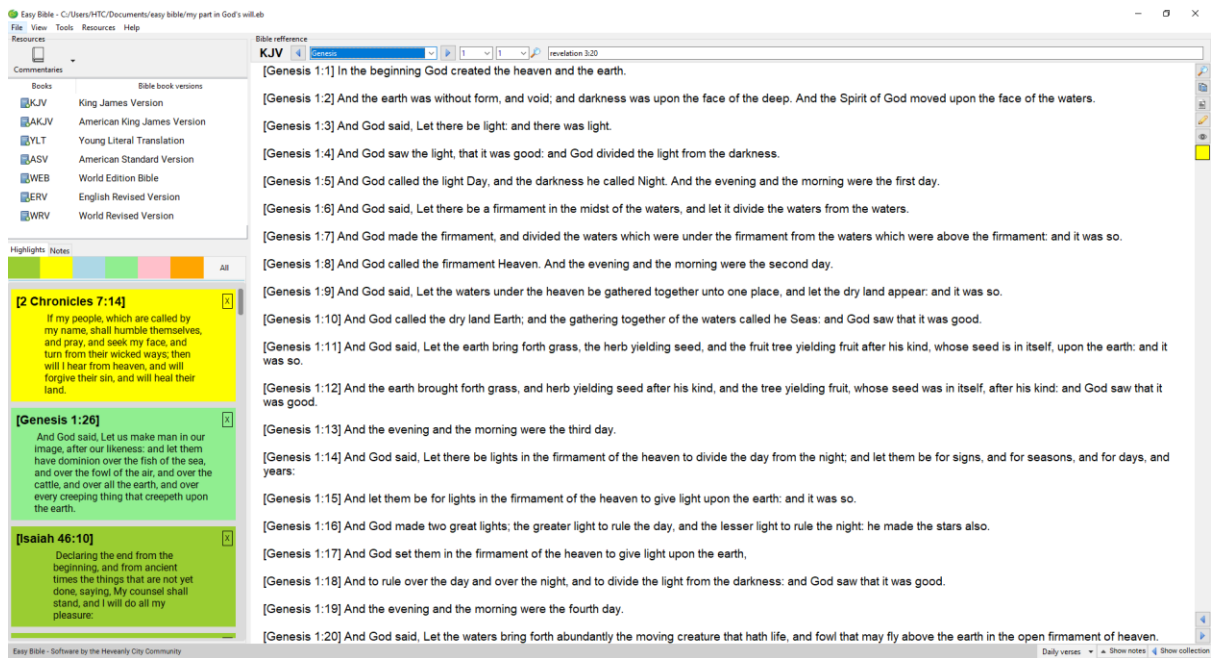 Easy Bible - C:/Users/HTC/Documents/easy bible/my part in God's will.eb
File View Tools Resources Help
Resources
Commentaries
Books Bible book versions
KJV King James Version
AKJV American King James Version
YLT Young Literal Translation
ASV American Standard Version
WEB World Edition Bible
ERV English Revised Version
WRV World Revised Version
Highlights Notes
All
[2 Chronicles 7:14] X
If my people, which are called by
my name, shall humble themselves,
and pray, and seek my face, and
turn from their wicked ways; then
will I hear from heaven, and will
forgive their sin, and will heal their
land.
[Genesis 1:26] X
And God said, Let us make man in our
image, after our likeness: and let them
have dominion over the fish of the sea,
and over the fowl of the air, and over the
cattle, and over all the earth, and over
every creeping thing that creepeth upon
the earth.
[Isaiah 46:10] X
Declaring the end from the
beginning, and from ancient
times the things that are not yet
done, saying, My counsel shall
stand, and I will do all my
pleasure:
Bible refference
KJV Genesis 1 1 revelation 3:20
[Genesis 1:1] In the beginning God created the heaven and the earth.
[Genesis 1:2] And the earth was without form, and void; and darkness was upon the face of the deep. And the Spirit of God moved upon the face of the waters.
[Genesis 1:3] And God said, Let there be light: and there was light.
[Genesis 1:4] And God saw the light, that it was good: and God divided the light from the darkness.
[Genesis 1:5] And God called the light Day, and the darkness he called Night. And the evening and the morning were the first day.
[Genesis 1:6] And God said, Let there be a firmament in the midst of the waters, and let it divide the waters from the waters.
[Genesis 1:7] And God made the firmament, and divided the waters which were under the firmament from the waters which were above the firmament: and it was so.
[Genesis 1:8] And God called the firmament Heaven. And the evening and the morning were the second day.
[Genesis 1:9] And God said, Let the waters under the heaven be gathered together unto one place, and let the dry land appear: and it was so.
[Genesis 1:10] And God called the dry land Earth; and the gathering together of the waters called he Seas: and God saw that it was good.
[Genesis 1:11] And God said, Let the earth bring forth grass, the herb yielding seed, and the fruit tree yielding fruit after his kind, whose seed is in itself, upon the earth: and it
was so.
[Genesis 1:12] And the earth brought forth grass, and herb yielding seed after his kind, and the tree yielding fruit, whose seed was in itself, after his kind: and God saw that it
was good.
[Genesis 1:13] And the evening and the morning were the third day.
[Genesis 1:14] And God said, Let there be lights in the firmament of the heaven to divide the day from the night; and let them be for signs, and for seasons, and for days, and
years:
[Genesis 1:15] And let them be for lights in the firmament of the heaven to give light upon the earth: and it was so.
[Genesis 1:16] And God made two great lights; the greater light to rule the day, and the lesser light to rule the night: he made the stars also.
[Genesis 1:17] And God set them in the firmament of the heaven to give light upon the earth,
[Genesis 1:18] And to rule over the day and over the night, and to divide the light from the darkness: and God saw that it was good.
[Genesis 1:19] And the evening and the morning were the fourth day.
[Genesis 1:20] And God said, Let the waters bring forth abundantly the moving creature that hath life, and fowl that may fly above the earth in the open firmament of heaven.
Easy Bible - Software by the Heveanly City Community
Daily verses Show notes Show collection